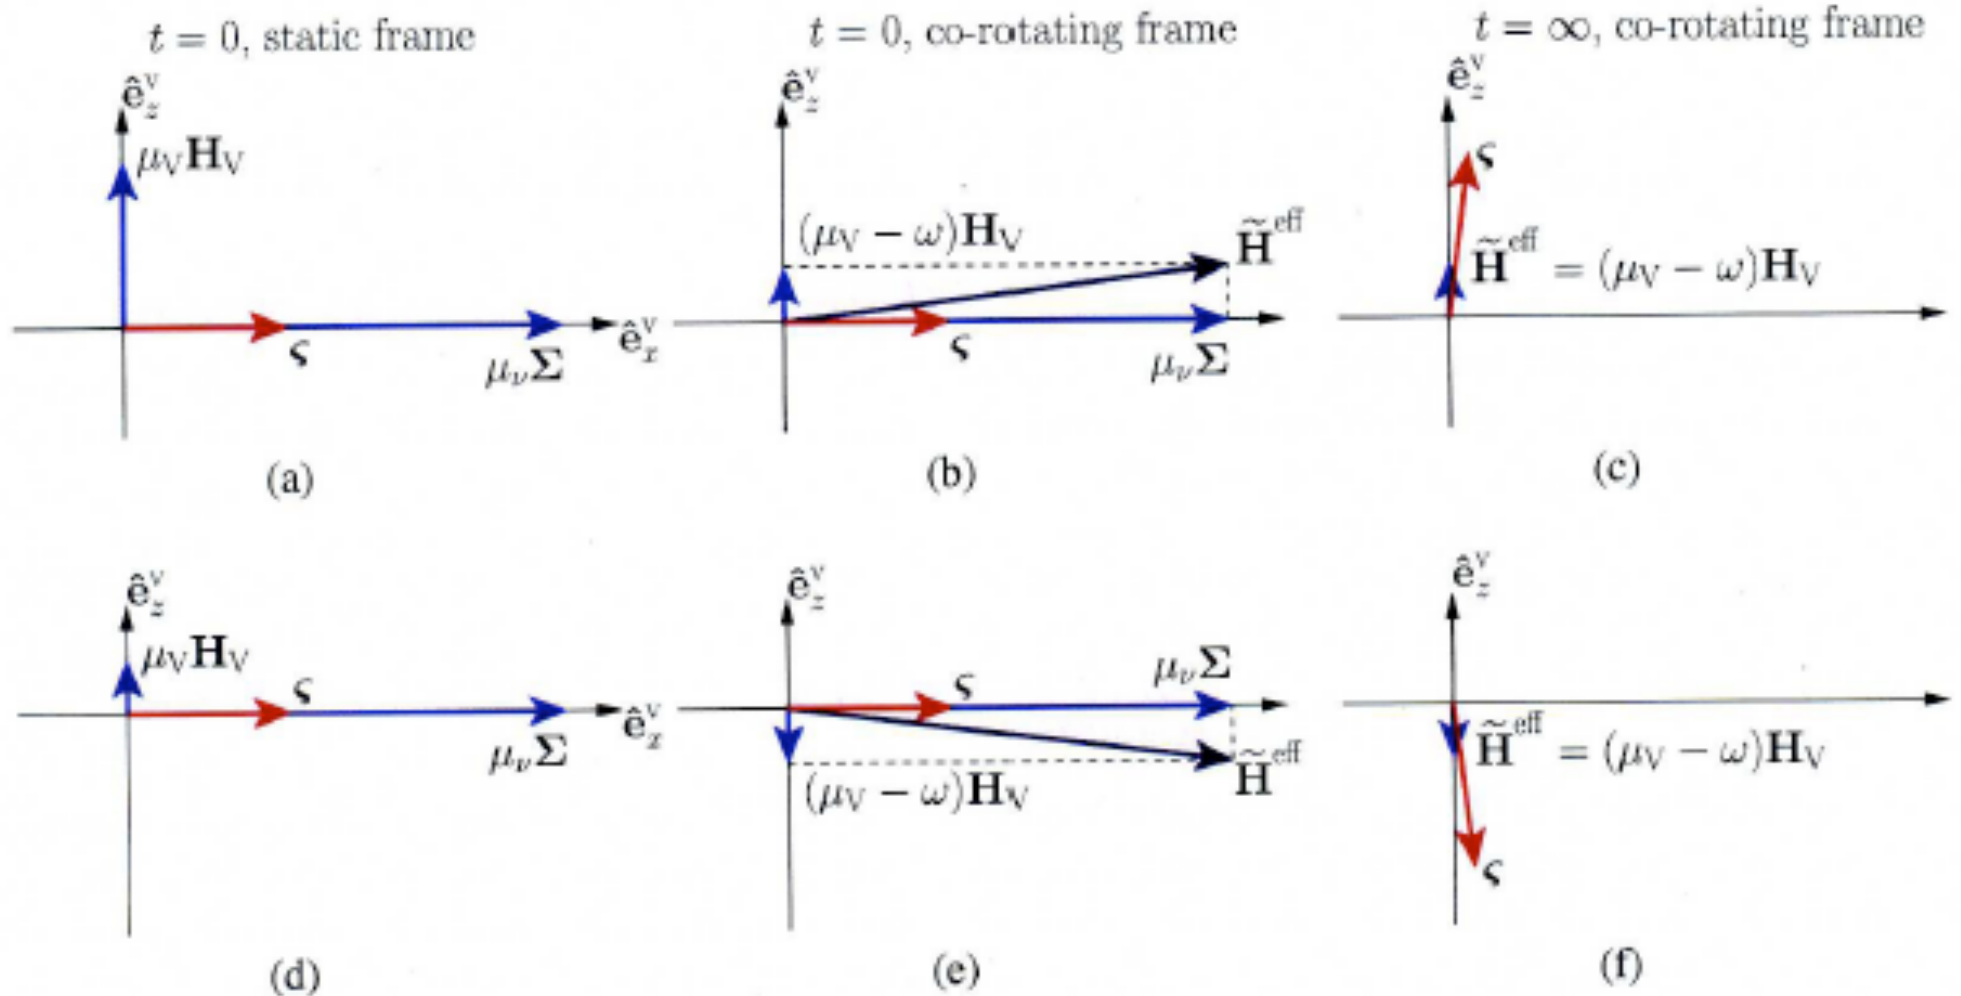 t = 0, static frame
ê_z^v
μ_V H_V
ς
μ_ν Σ
ê_x^v
(a)
t = 0, co-rotating frame
ê_z^v
(μ_V − ω)H_V
H̃^eff
ς
μ_ν Σ
(b)
t = ∞, co-rotating frame
ê_z^v
ς
H̃^eff = (μ_V − ω)H_V
(c)
ê_z^v
μ_V H_V
ς
μ_ν Σ
ê_x^v
(d)
ê_z^v
ς
μ_ν Σ
(μ_V − ω)H_V
H̃^eff
(e)
ê_z^v
H̃^eff = (μ_V − ω)H_V
ς
(f)